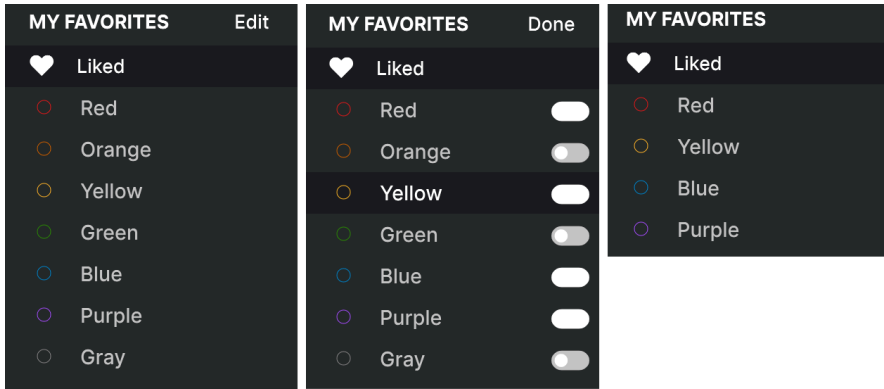 MY FAVORITES Edit
Liked
Red
Orange
Yellow
Green
Blue
Purple
Gray
MY FAVORITES Done
Liked
Red
Orange
Yellow
Green
Blue
Purple
Gray
MY FAVORITES
Liked
Red
Yellow
Blue
Purple